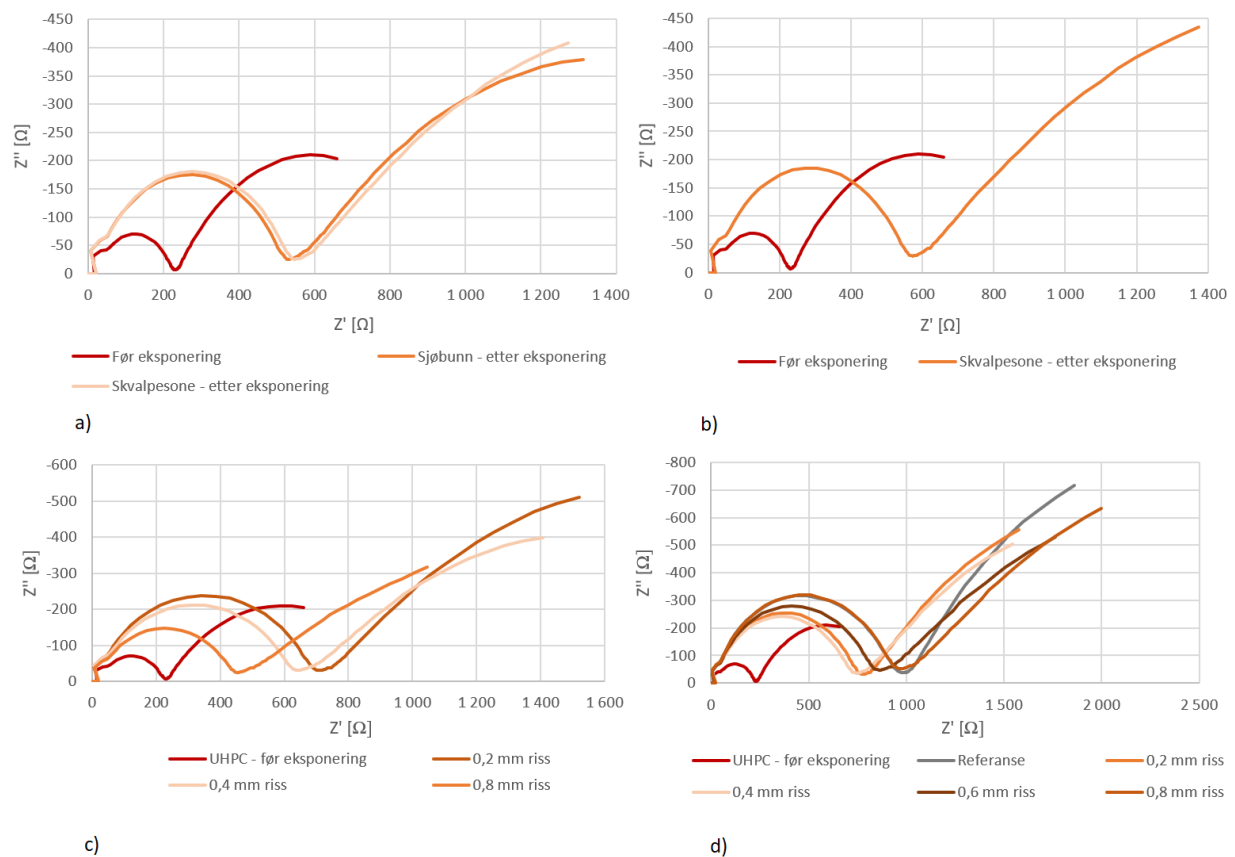 -450
-400
-350
-300
-250
-200
-150
-100
-50
0
Z'' [Ω]
0 200 400 600 800 1 000 1 200 1 400
Z' [Ω]
Før eksponering
Sjøbunn - etter eksponering
Skvalpesone - etter eksponering
a)
-450
-400
-350
-300
-250
-200
-150
-100
-50
0
Z'' [Ω]
0 200 400 600 800 1 000 1 200 1 400
Z' [Ω]
Før eksponering
Skvalpesone - etter eksponering
b)
-600
-500
-400
-300
-200
-100
0
Z'' [Ω]
0 200 400 600 800 1 000 1 200 1 400 1 600
Z' [Ω]
UHPC - før eksponering
0,2 mm riss
0,4 mm riss
0,8 mm riss
c)
-800
-700
-600
-500
-400
-300
-200
-100
0
Z'' [Ω]
0 500 1 000 1 500 2 000 2 500
Z' [Ω]
UHPC - før eksponering
Referanse
0,2 mm riss
0,4 mm riss
0,6 mm riss
0,8 mm riss
d)